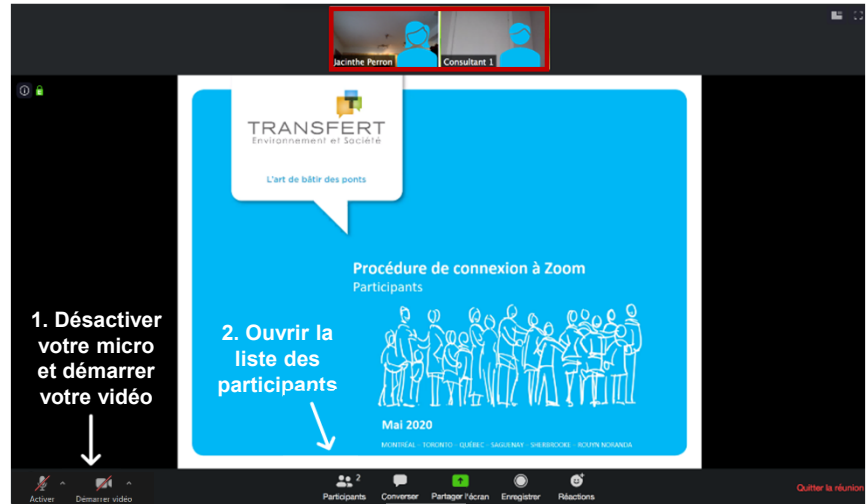 Jacinthe Perron
Consultant 1
TRANSFERT
Environnement et Société
L'art de bâtir des ponts
Procédure de connexion à Zoom
Participants
1. Désactiver
votre micro
et démarrer
votre vidéo
2. Ouvrir la
liste des
participants
Mai 2020
MONTRÉAL - TORONTO - QUÉBEC - SAGUENAY - SHERBROOKE - ROUYN NORANDA
2
Activer
Démarrer vidéo
Participants
Converser
Partager l'écran
Enregistrer
Réactions
Quitter la réunion